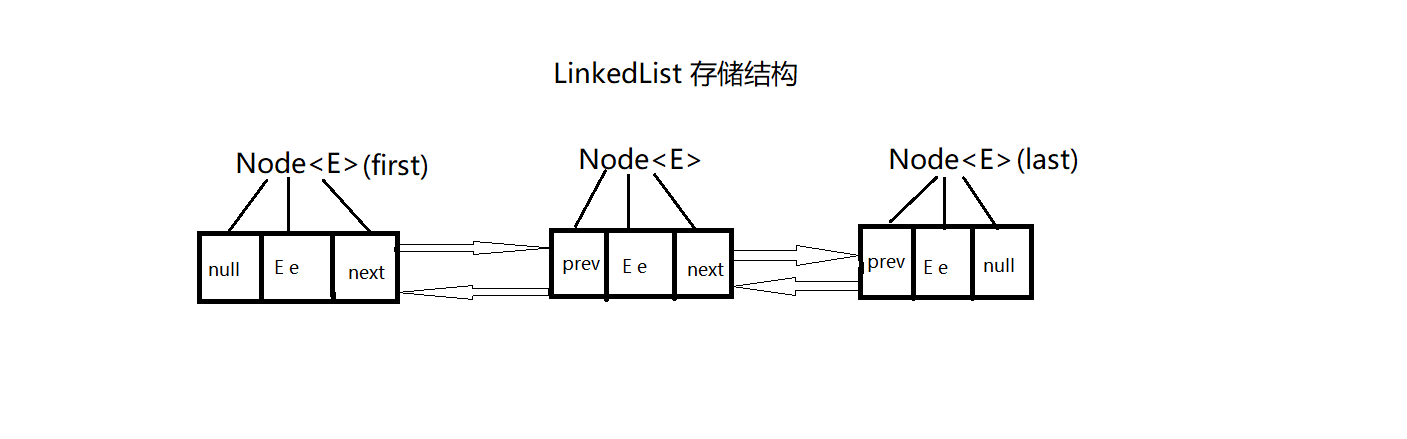 LinkedList 存储结构
Node<E>(first)
Node<E>
Node<E>(last)
null E e next
prev E e next
prev E e null